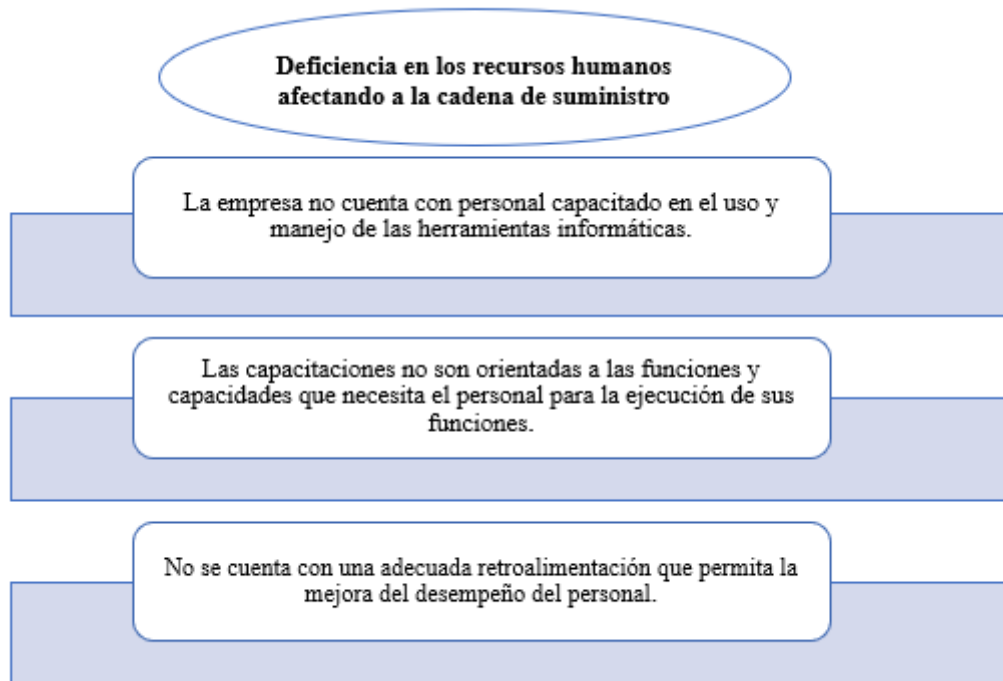 Deficiencia en los recursos humanos
afectando a la cadena de suministro
La empresa no cuenta con personal capacitado en el uso y
manejo de las herramientas informáticas.
Las capacitaciones no son orientadas a las funciones y
capacidades que necesita el personal para la ejecución de sus
funciones.
No se cuenta con una adecuada retroalimentación que permita la
mejora del desempeño del personal.